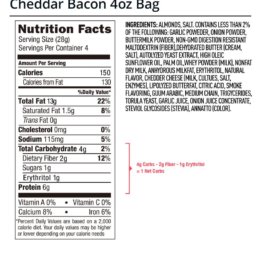 Cheddar Bacon 4oz Bag
Nutrition Facts
Serving Size (28g)
Servings Per Container 4
Amount Per Serving
Calories 150
Calories from Fat 130
%Daily Value*
Total Fat 13g 22%
Saturated Fat 1.5g 8%
Trans Fat 0g
Cholesterol 0mg 0%
Sodium 115mg 5%
Total Carbohydrate 4g 2%
Dietary Fiber 2g 12%
Sugars 1g
Erythritol 1g
Protein 6g
Vitamin A 0% • Vitamin C 0%
Calcium 8% • Iron 6%
*Percent Daily Values are based on a 2,000
calorie diet. Your daily values may be higher
or lower depending on your calorie needs
INGREDIENTS: ALMONDS, SALT. CONTAINS LESS THAN 2%
OF THE FOLLOWING: GARLIC POWEDER, ONION POWDER,
BUTTERMILK POWDER, NON-GMO DIGESTION RESISTANT
MALTODEXTRIN (FIBER),DEHYDRATED BUTTER (CREAM,
SALT), AUTOLYZED YEAST EXTRACT, HIGH OLEIC
SUNFLOWER OIL, PALM OIL,WHEY POWDER (MILK), NONFAT
DRY MILK, ANHYDROUS MILKFAT, ERYTHRITOL, NATURAL
FLAVOR, CHEDDER CHEESE (MILK, CULTUES, SALT,
ENZYMES), LIPOLYZED BUTTERFAT, CITRIC ACID, SMOKE
FLAVORING, GUUM ARABIC, MEDIUM CHAIN, TRIGYCERIDES,
TORULA YEAST, GARLIC JUICE, ONION JUICE CONCENTRATE,
STEVIOL GLYCOSIDES (STEVIA), ANNATTO (COLOR).
4g Carbs - 2g Fiber - 1g Erythritol
= 1 Net Carbs